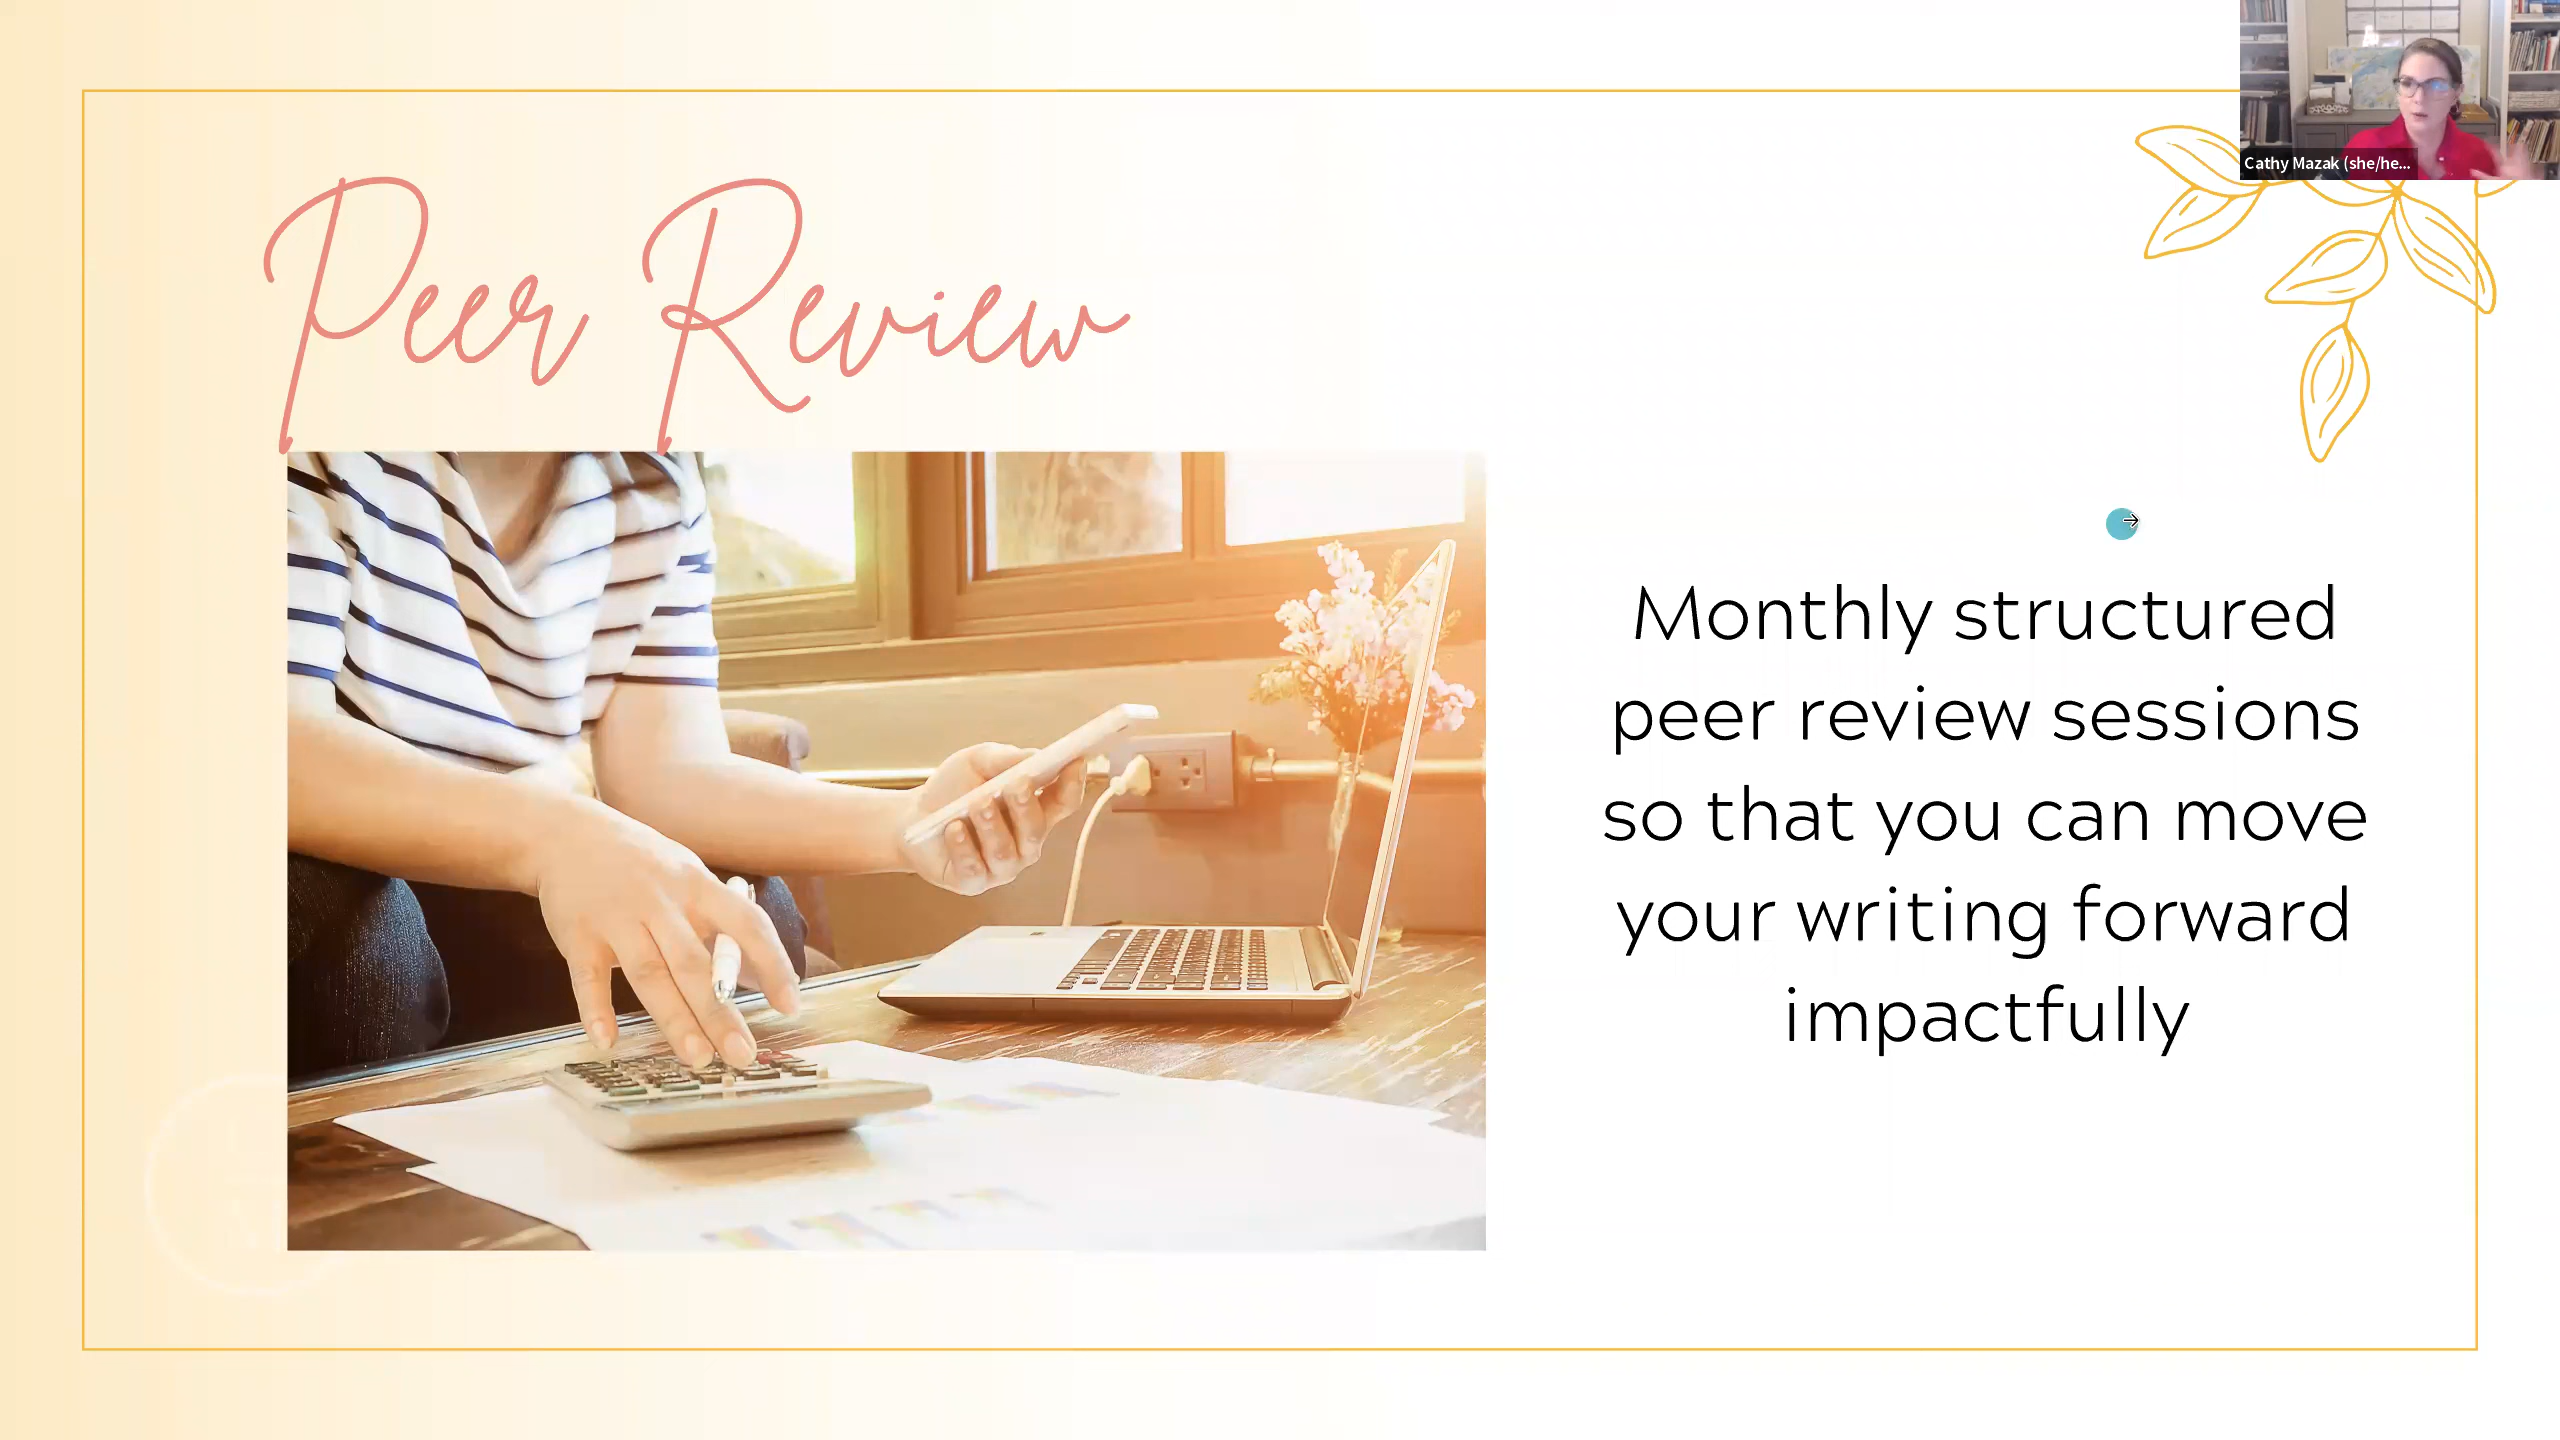 Cathy Mazak (she/he...
Peer Review
Monthly structured
peer review sessions
so that you can move
your writing forward
impactfully